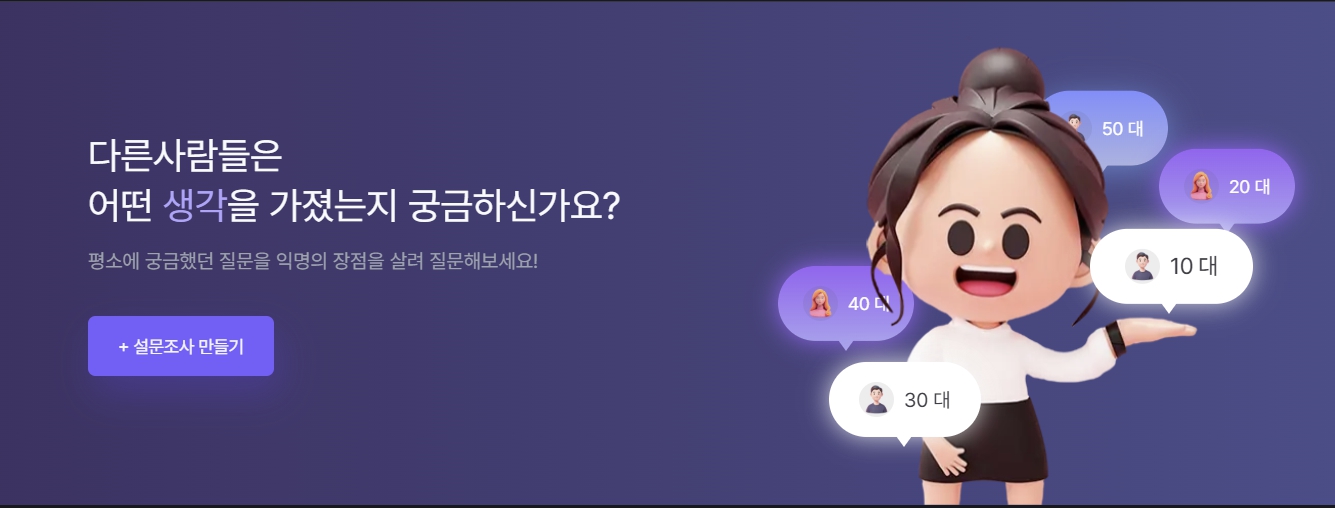 다른사람들은
어떤 생각을 가졌는지 궁금하신가요?
평소에 궁금했던 질문을 익명의 장점을 살려 질문해보세요!
+ 설문조사 만들기
50 대
20 대
10 대
40 대
30 대